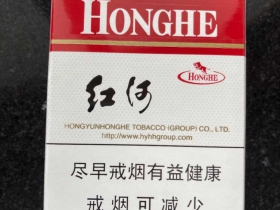 HONGHE
HONGHE
红河
HONGYUNHONGHE TOBACCO (GROUP) CO., LTD.
http://www.hyhhgroup.com
尽早戒烟有益健康
戒烟可减少